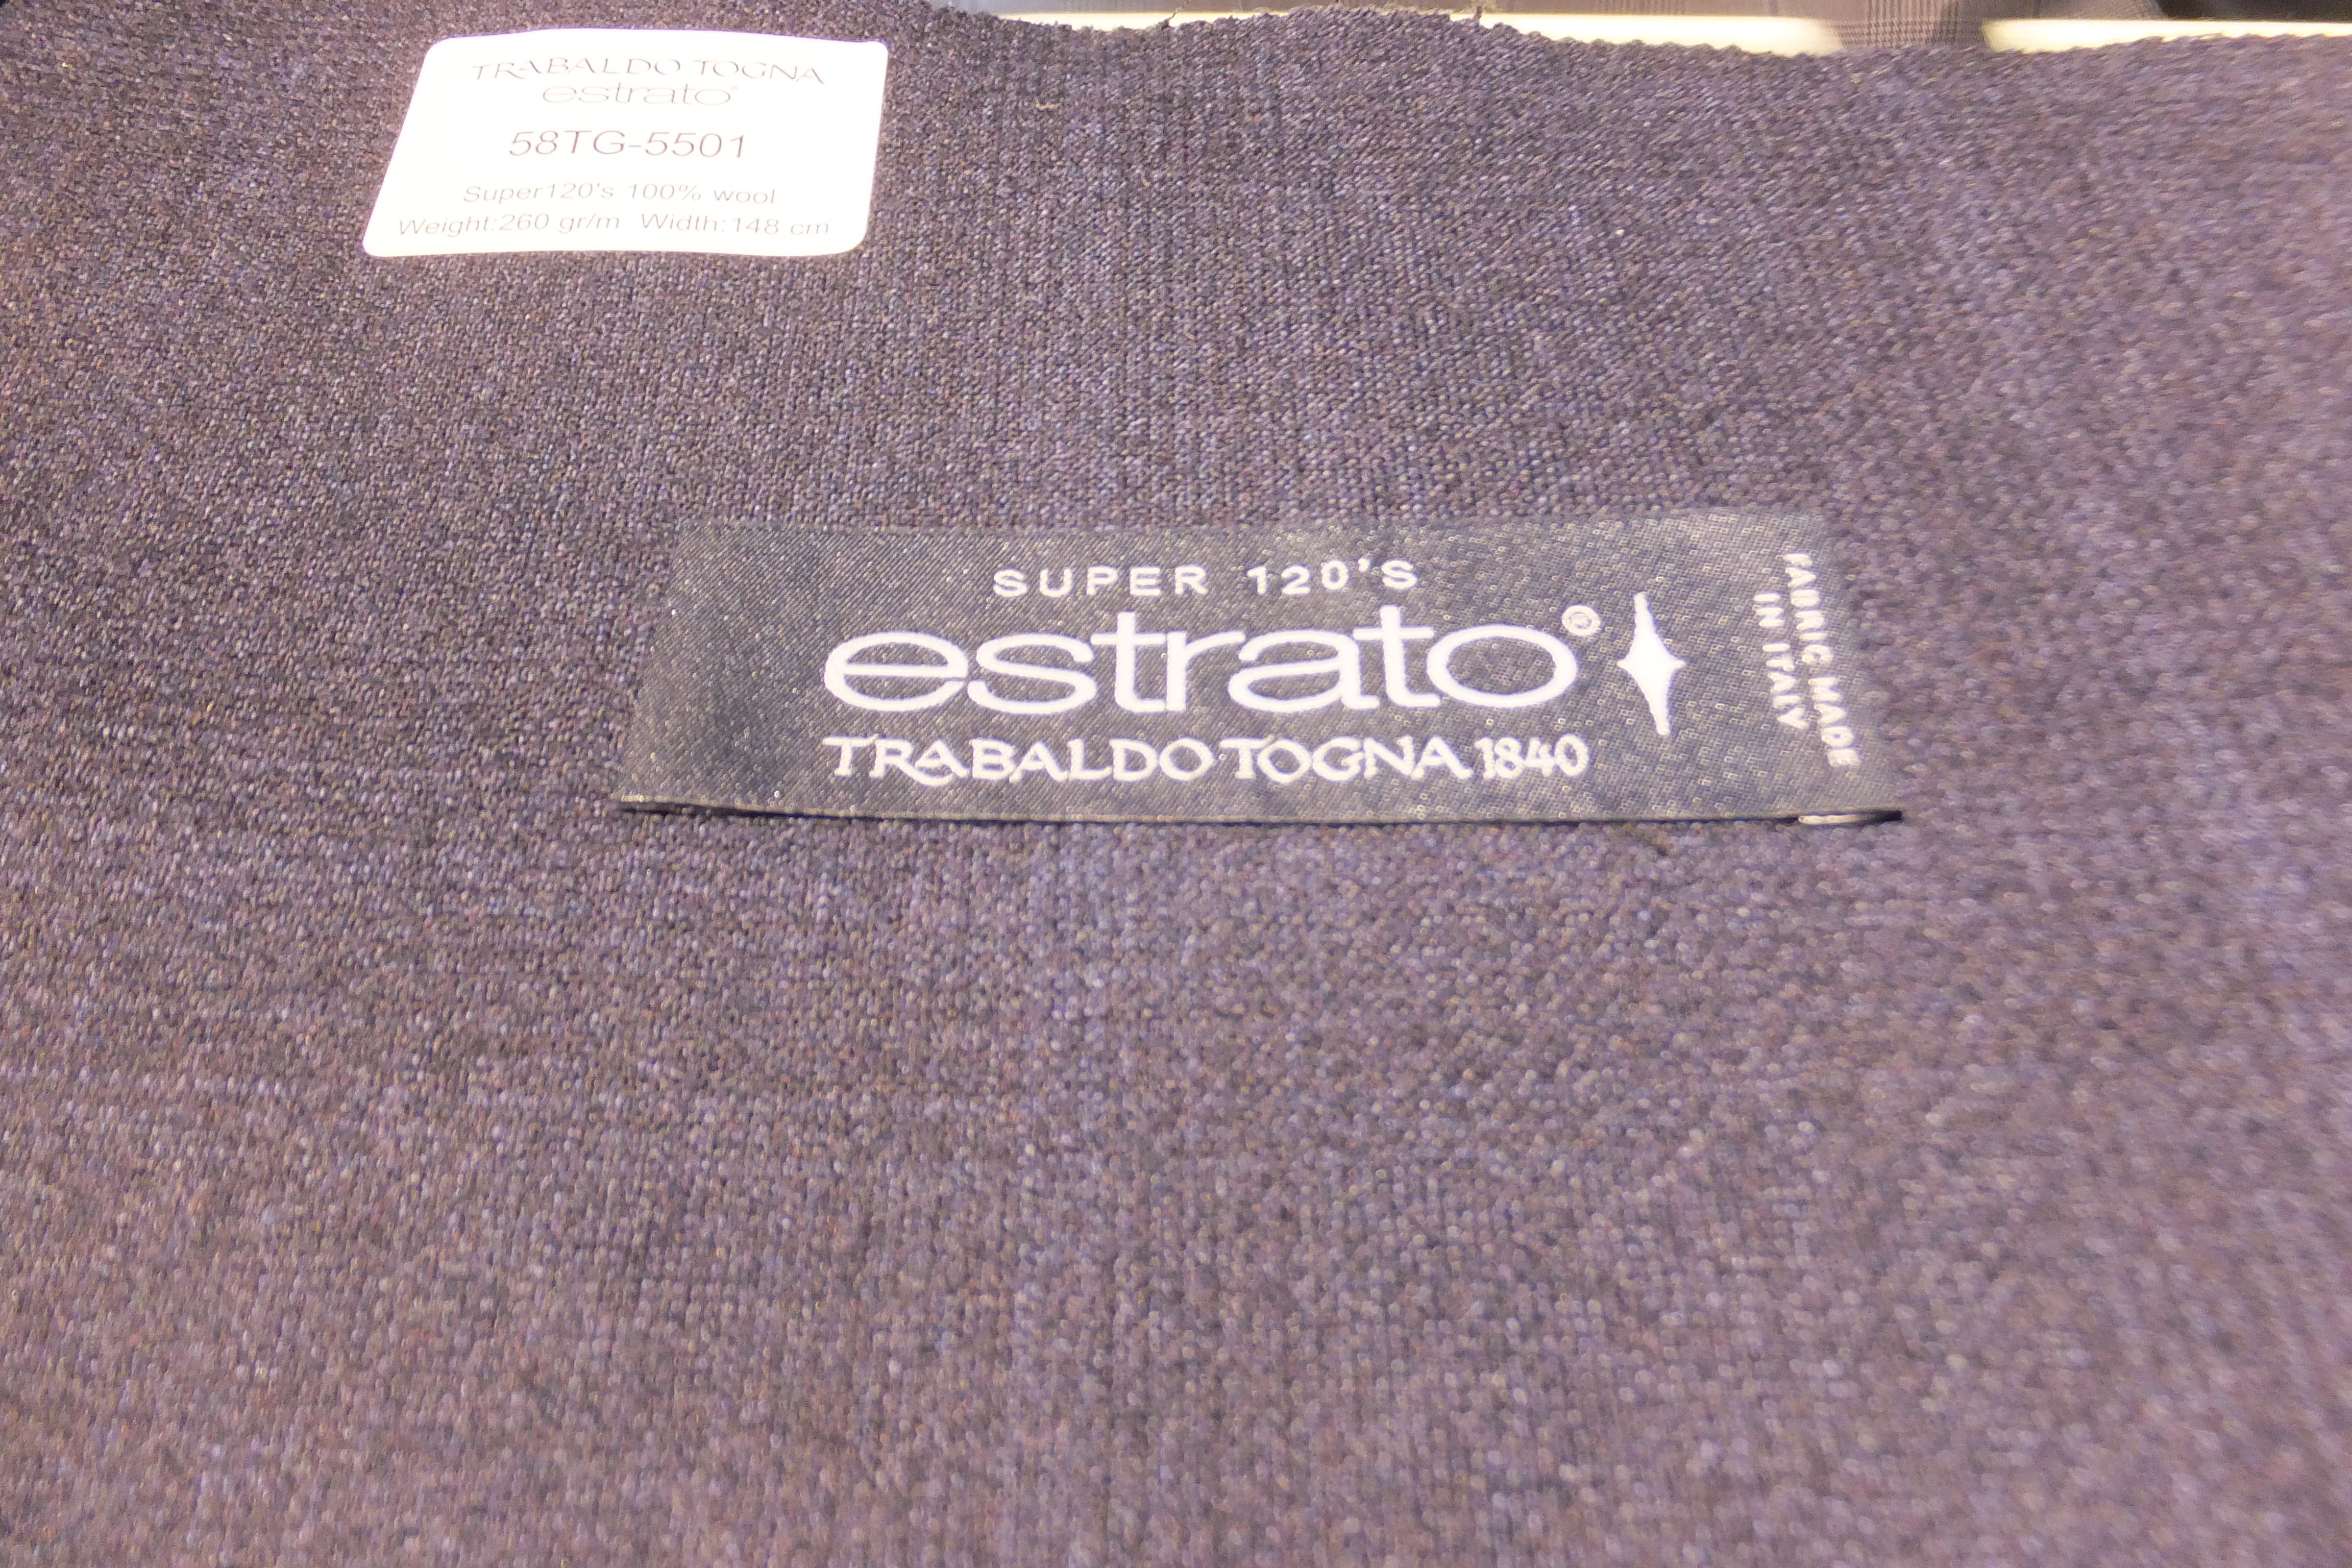 TRABALDO TOGNA
estrato®
58TG-5501
Super120's 100% wool
Weight:260 gr/m Width:148 cm
SUPER 120'S
estrato®
TRABALDO TOGNA 1840
FABRIC MADE
IN ITALY